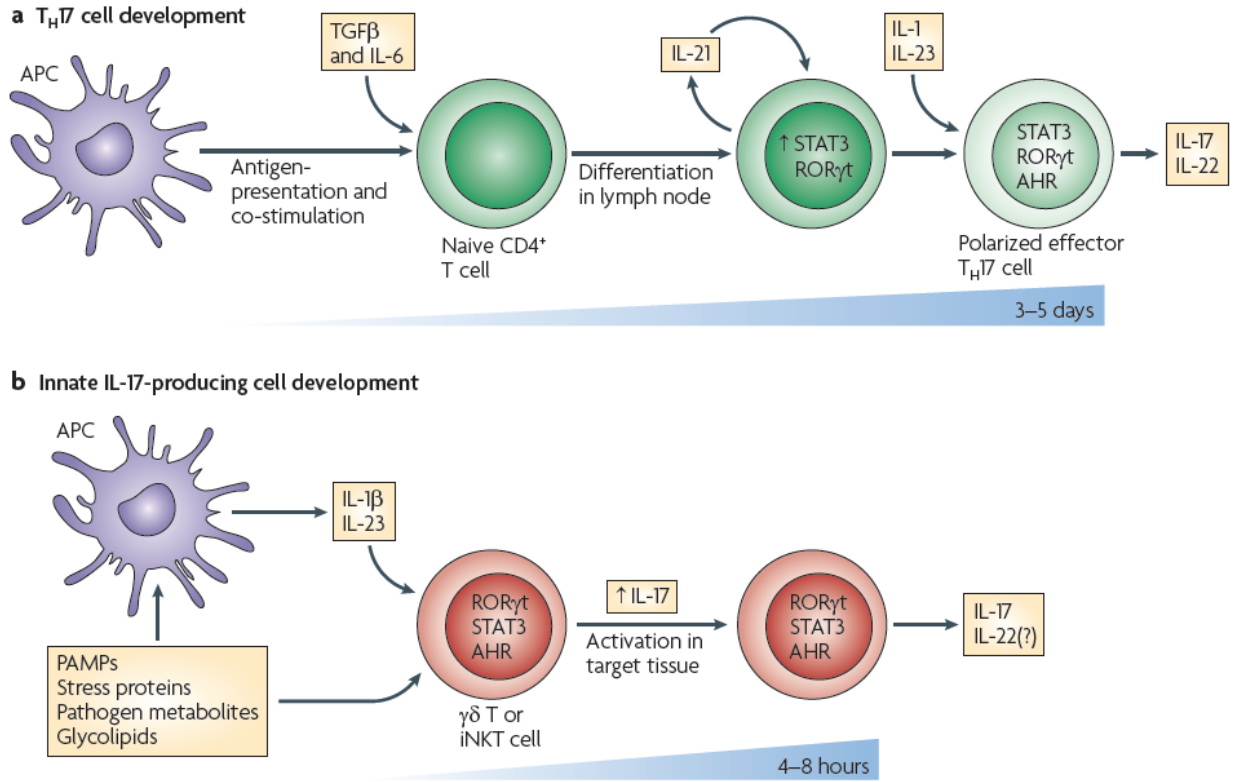 a T_H17 cell development
APC
TGFβ
and IL-6
Antigen-
presentation and
co-stimulation
Naive CD4⁺
T cell
Differentiation
in lymph node
IL-21
↑ STAT3
RORγt
IL-1
IL-23
STAT3
RORγt
AHR
Polarized effector
T_H17 cell
IL-17
IL-22
3–5 days
b Innate IL-17-producing cell development
APC
PAMPs
Stress proteins
Pathogen metabolites
Glycolipids
IL-1β
IL-23
RORγt
STAT3
AHR
γδ T or
iNKT cell
↑ IL-17
Activation in
target tissue
RORγt
STAT3
AHR
IL-17
IL-22(?)
4–8 hours